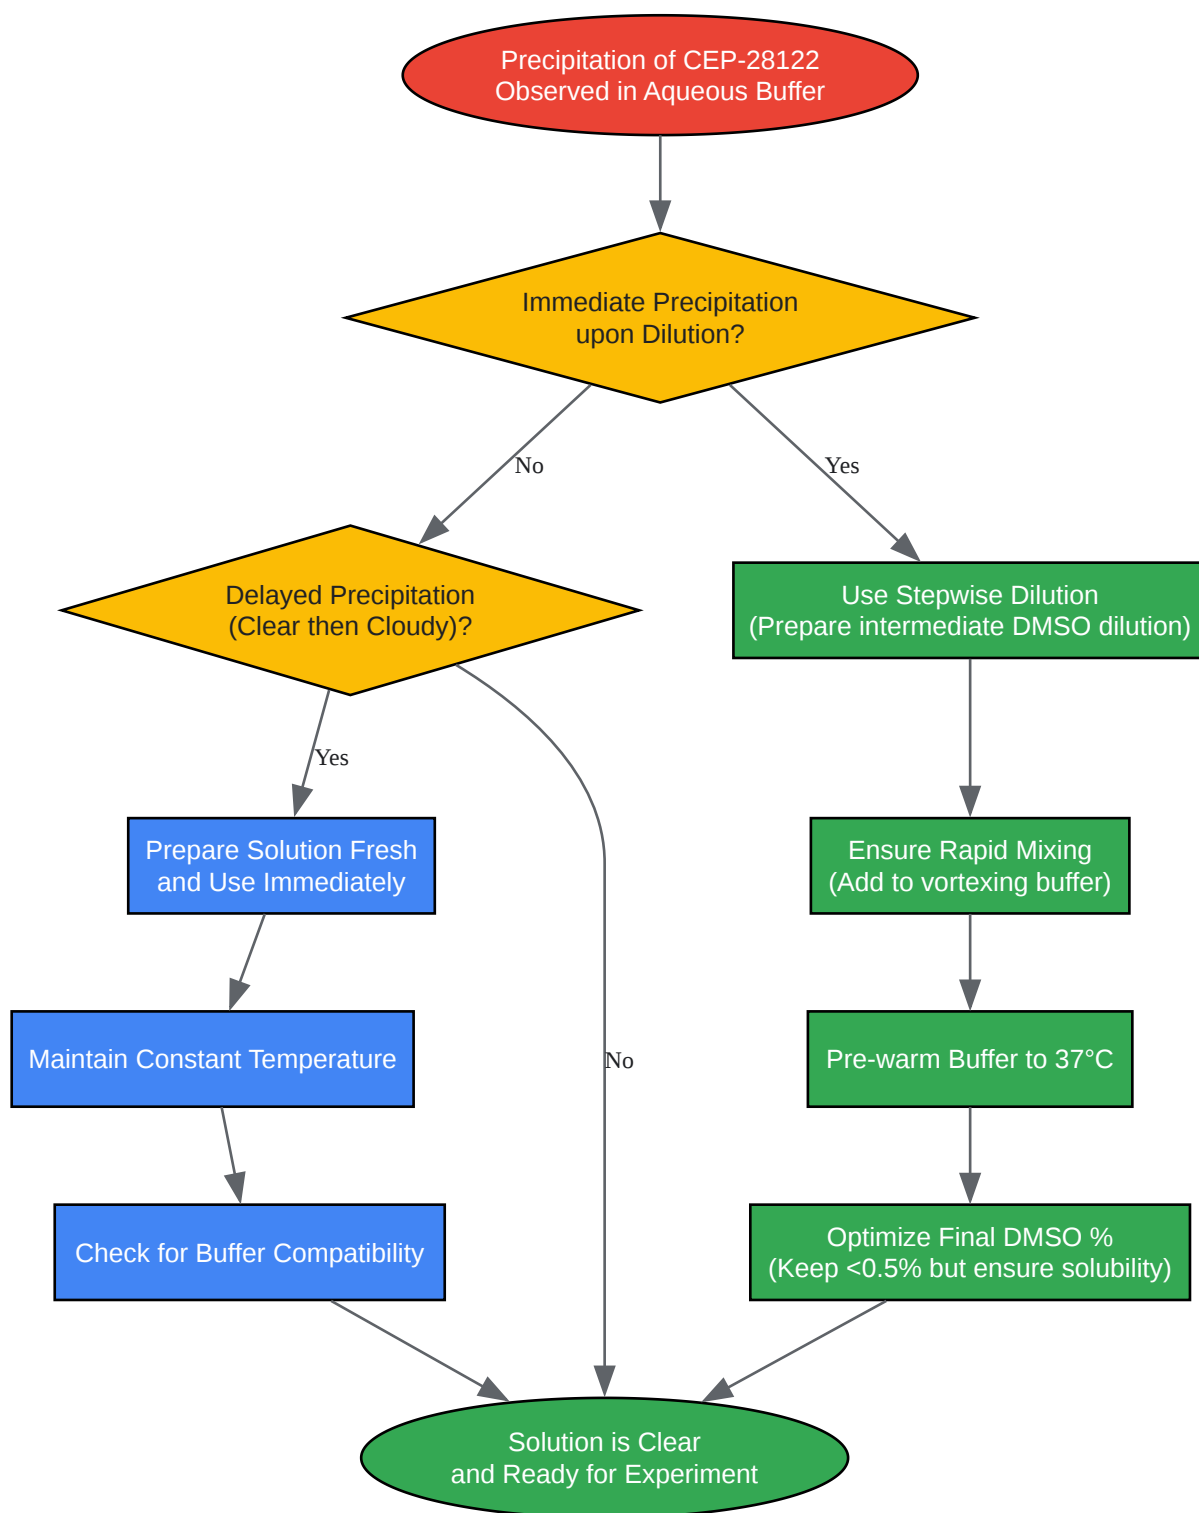 Precipitation of CEP-28122
Observed in Aqueous Buffer
Immediate Precipitation
upon Dilution?
No
Yes
Delayed Precipitation
(Clear then Cloudy)?
Use Stepwise Dilution
(Prepare intermediate DMSO dilution)
Yes
Prepare Solution Fresh
and Use Immediately
Ensure Rapid Mixing
(Add to vortexing buffer)
Maintain Constant Temperature
No
Pre-warm Buffer to 37°C
Check for Buffer Compatibility
Optimize Final DMSO %
(Keep <0.5% but ensure solubility)
Solution is Clear
and Ready for Experiment